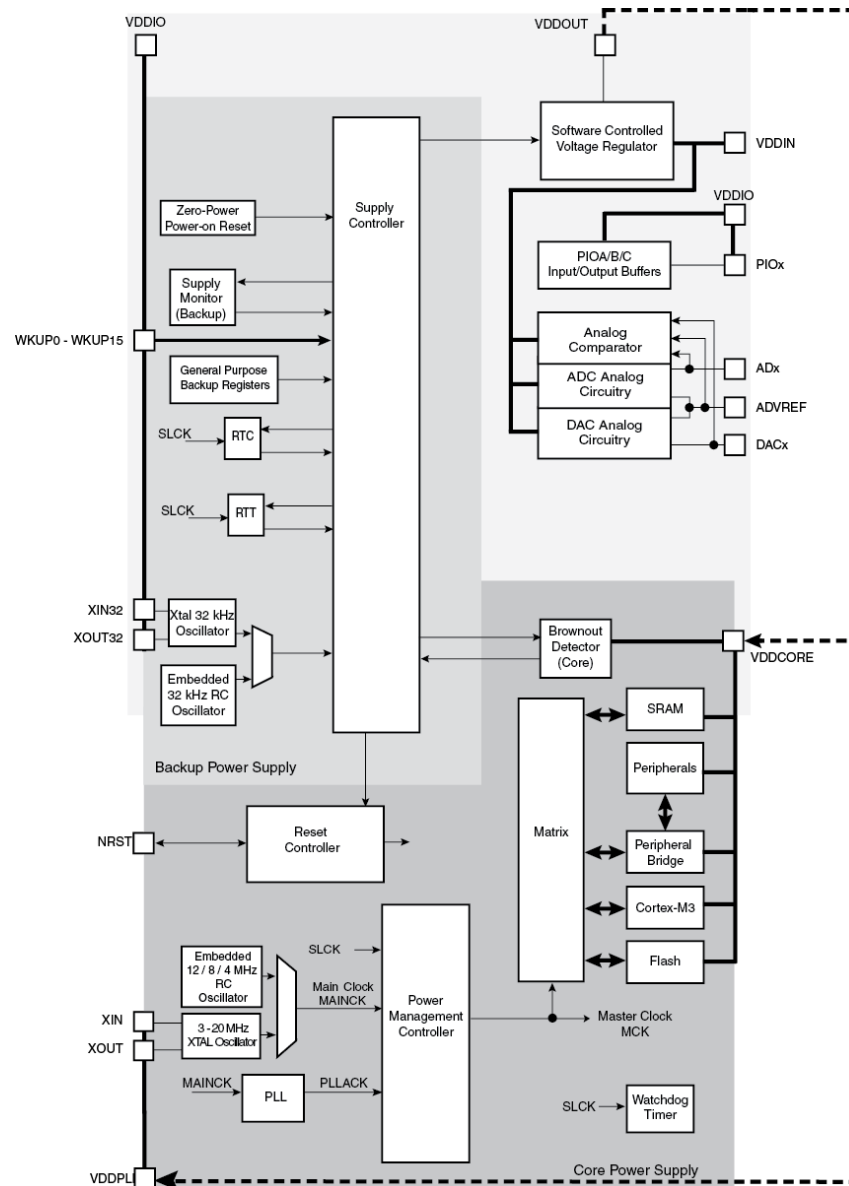 VDDIO
VDDOUT
Software Controlled
Voltage Regulator
VDDIN
Supply
Controller
Zero-Power
Power-on Reset
VDDIO
PIOA/B/C
Input/Output Buffers
PIOx
Supply
Monitor
(Backup)
WKUP0 - WKUP15
General Purpose
Backup Registers
Analog
Comparator
ADC Analog
Circuitry
DAC Analog
Circuitry
ADx
ADVREF
DACx
SLCK
RTC
SLCK
RTT
XIN32
XOUT32
Xtal 32 kHz
Oscillator
Embedded
32 kHz RC
Oscillator
Brownout
Detector
(Core)
VDDCORE
Backup Power Supply
SRAM
Peripherals
Matrix
Peripheral
Bridge
Cortex-M3
Flash
NRST
Reset
Controller
Embedded
12 / 8 / 4 MHz
RC
Oscillator
SLCK
Main Clock
MAINCK
Power
Management
Controller
Master Clock
MCK
XIN
XOUT
3 -20 MHz
XTAL Oscillator
MAINCK
PLL
PLLACK
SLCK
Watchdog
Timer
VDDPLL
Core Power Supply